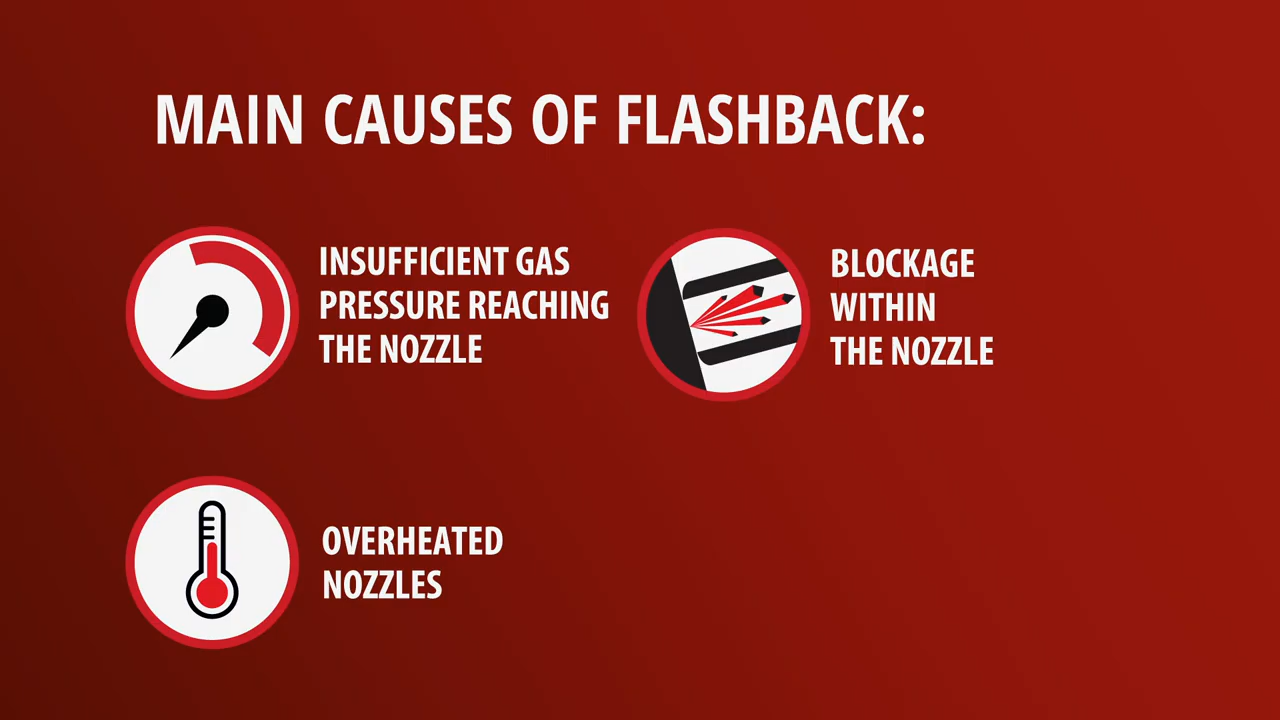 MAIN CAUSES OF FLASHBACK:
INSUFFICIENT GAS
PRESSURE REACHING
THE NOZZLE
BLOCKAGE
WITHIN
THE NOZZLE
OVERHEATED
NOZZLES